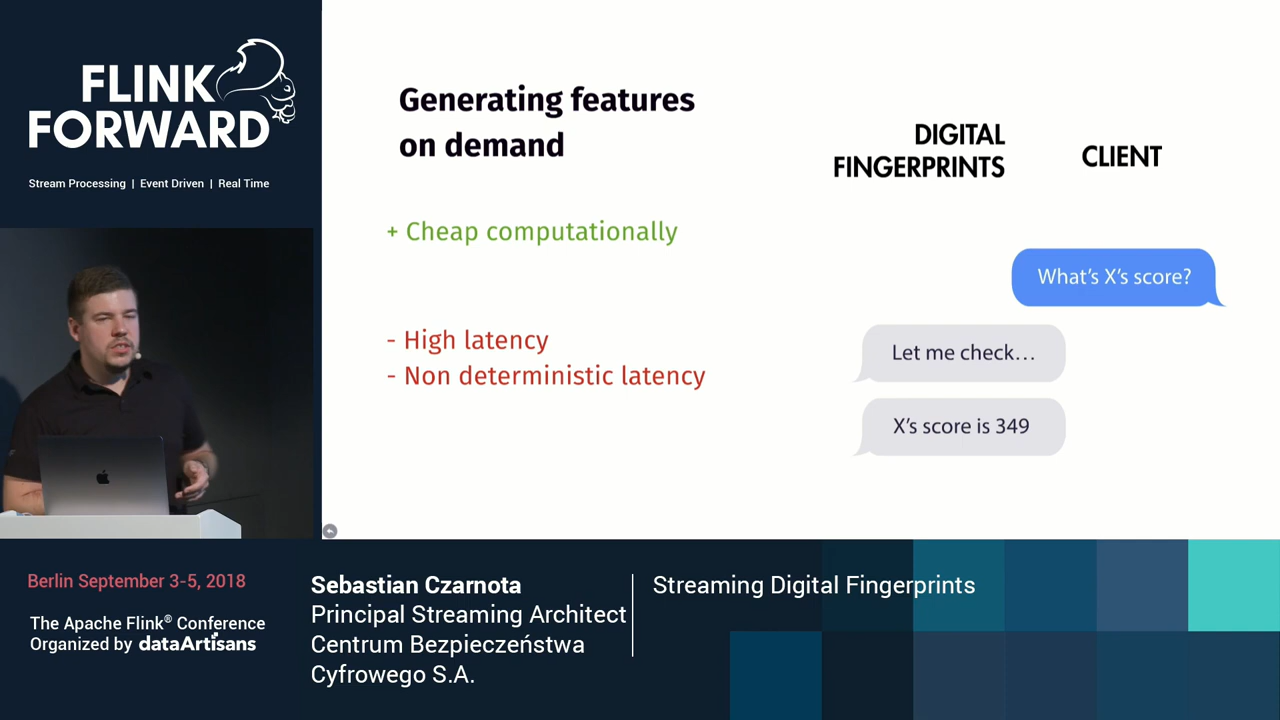 FLINK
FORWARD
Stream Processing | Event Driven | Real Time
Generating features
on demand
+ Cheap computationally
- High latency
- Non deterministic latency
DIGITAL
FINGERPRINTS
CLIENT
What's X's score?
Let me check...
X's score is 349
Berlin September 3-5, 2018
The Apache Flink® Conference
Organized by dataArtisans
Sebastian Czarnota
Principal Streaming Architect
Centrum Bezpieczeństwa
Cyfrowego S.A.
Streaming Digital Fingerprints